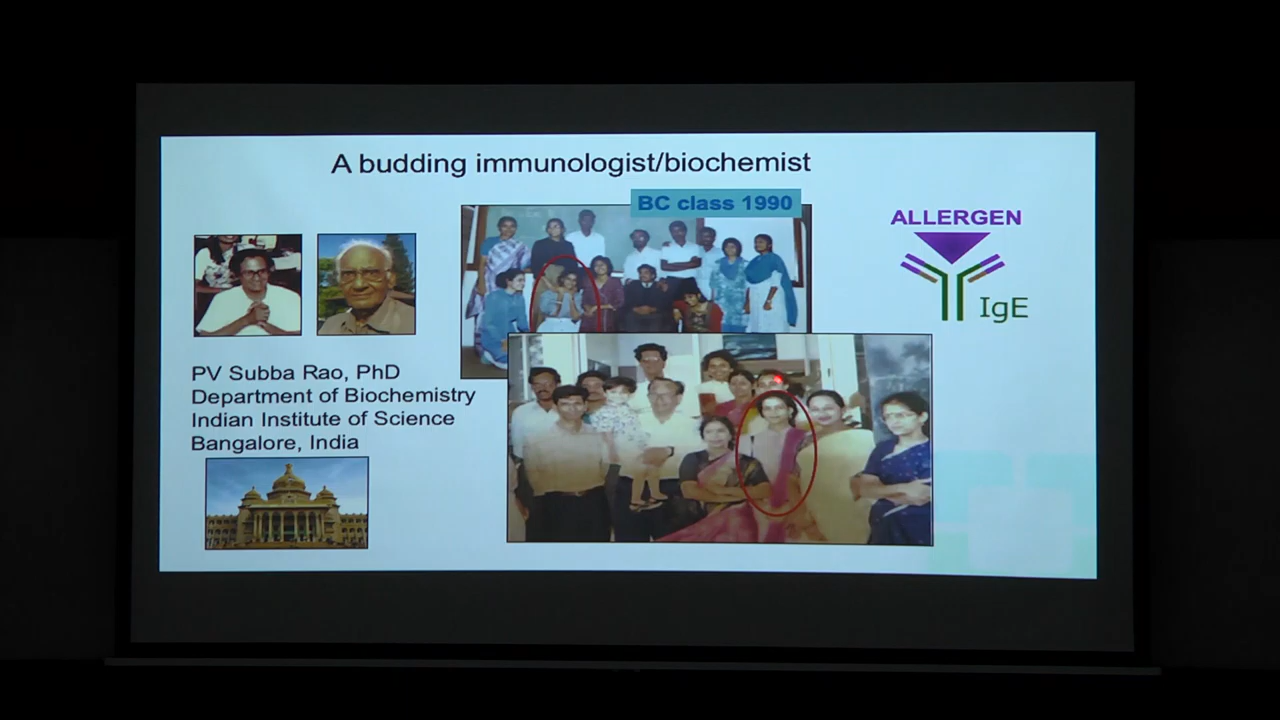 A budding immunologist/biochemist
BC class 1990
ALLERGEN
IgE
PV Subba Rao, PhD
Department of Biochemistry
Indian Institute of Science
Bangalore, India